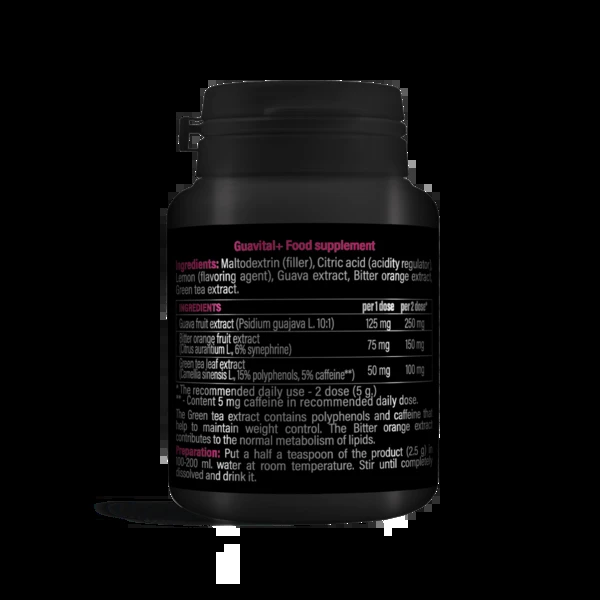 Guavital+ Food supplement
Ingredients: Maltodextrin (filler), Citric acid (acidity regulator),
Lemon (flavoring agent), Guava extract, Bitter orange extract,
Green tea extract.
INGREDIENTS per 1 dose per 2 dose*
Guava fruit extract (Psidium guajava L. 10:1) 125 mg 250 mg
Bitter orange fruit extract
(Citrus aurantium L, 6% synephrine) 75 mg 150 mg
Green tea leaf extract
(Camellia sinensis L, 15% polyphenols, 5% caffeine**) 50 mg 100 mg
* The recommended daily use - 2 dose (5 g.)
** - Content 5 mg caffeine in recommended daily dose.
The Green tea extract contains polyphenols and caffeine that
help to maintain weight control. The Bitter orange extract
contributes to the normal metabolism of lipids.
Preparation: Put a half a teaspoon of the product (2.5 g) in
100-200 ml. water at room temperature. Stir until completely
dissolved and drink it.